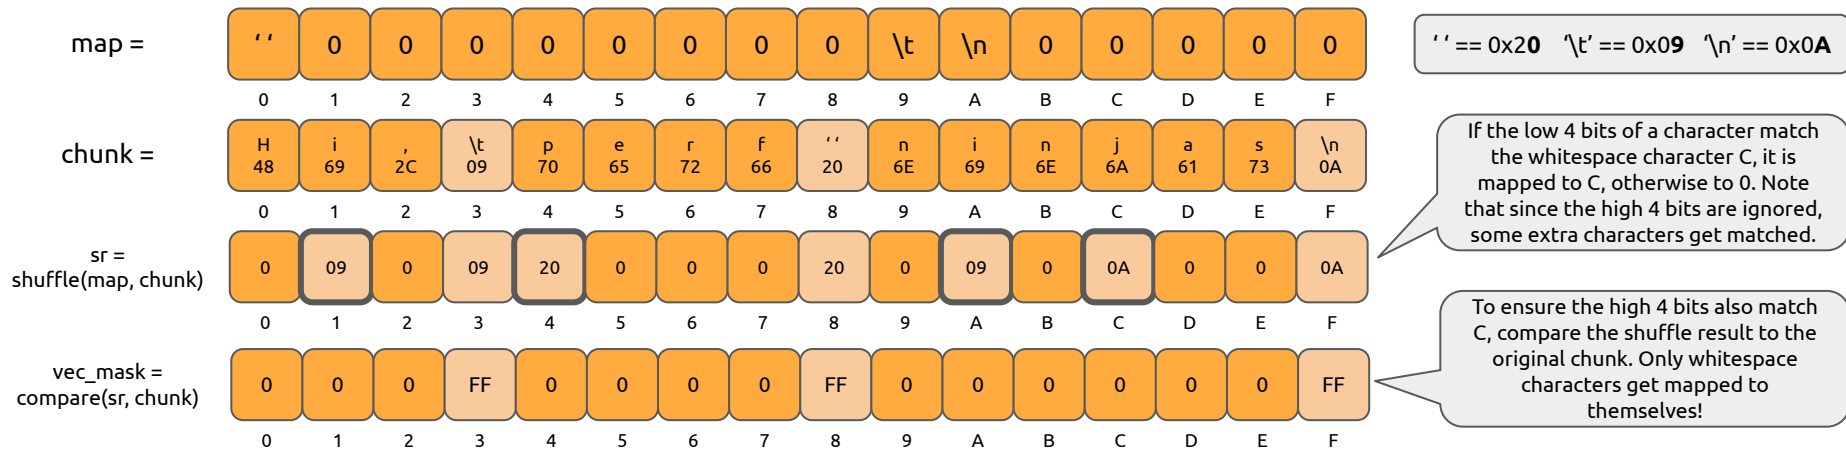 map =
‘ ‘ 0 0 0 0 0 0 0 0 \t \n 0 0 0 0 0
0 1 2 3 4 5 6 7 8 9 A B C D E F
‘ ‘ == 0x20 ‘\t’ == 0x09 ‘\n’ == 0x0A
chunk =
H i , \t p e r f ‘ ‘ n i n j a s \n
48 69 2C 09 70 65 72 66 20 6E 69 6E 6A 61 73 0A
0 1 2 3 4 5 6 7 8 9 A B C D E F
If the low 4 bits of a character match
the whitespace character C, it is
mapped to C, otherwise to 0. Note
that since the high 4 bits are ignored,
some extra characters get matched.
sr =
shuffle(map, chunk)
0 09 0 09 20 0 0 0 20 0 09 0 0A 0 0 0A
0 1 2 3 4 5 6 7 8 9 A B C D E F
vec_mask =
compare(sr, chunk)
0 0 0 FF 0 0 0 0 FF 0 0 0 0 0 0 FF
0 1 2 3 4 5 6 7 8 9 A B C D E F
To ensure the high 4 bits also match
C, compare the shuffle result to the
original chunk. Only whitespace
characters get mapped to
themselves!